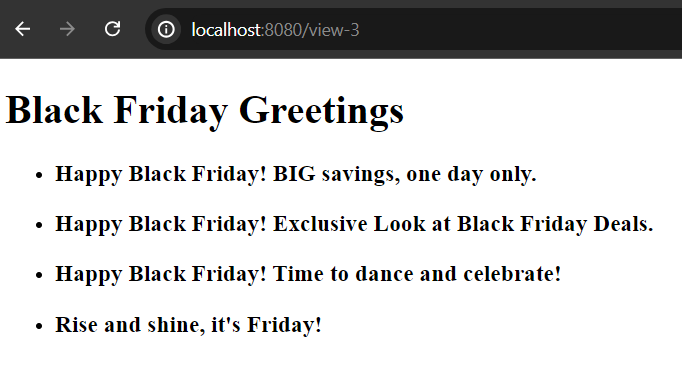 localhost:8080/view-3
Black Friday Greetings
Happy Black Friday! BIG savings, one day only.
Happy Black Friday! Exclusive Look at Black Friday Deals.
Happy Black Friday! Time to dance and celebrate!
Rise and shine, it's Friday!